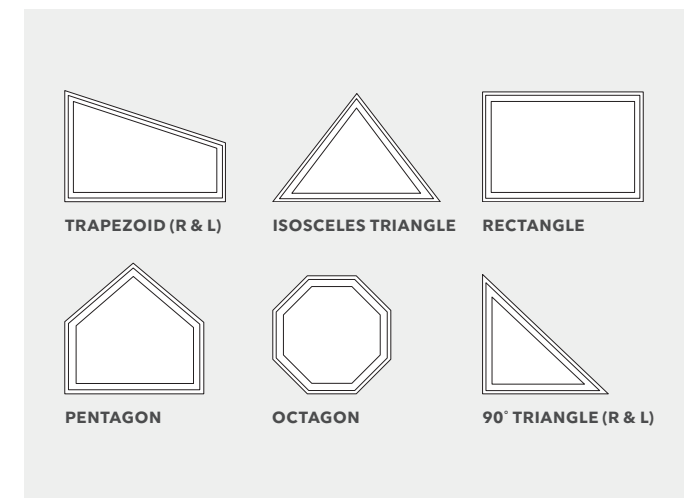 TRAPEZOID (R & L)
ISOSCELES TRIANGLE
RECTANGLE
PENTAGON
OCTAGON
90° TRIANGLE (R & L)